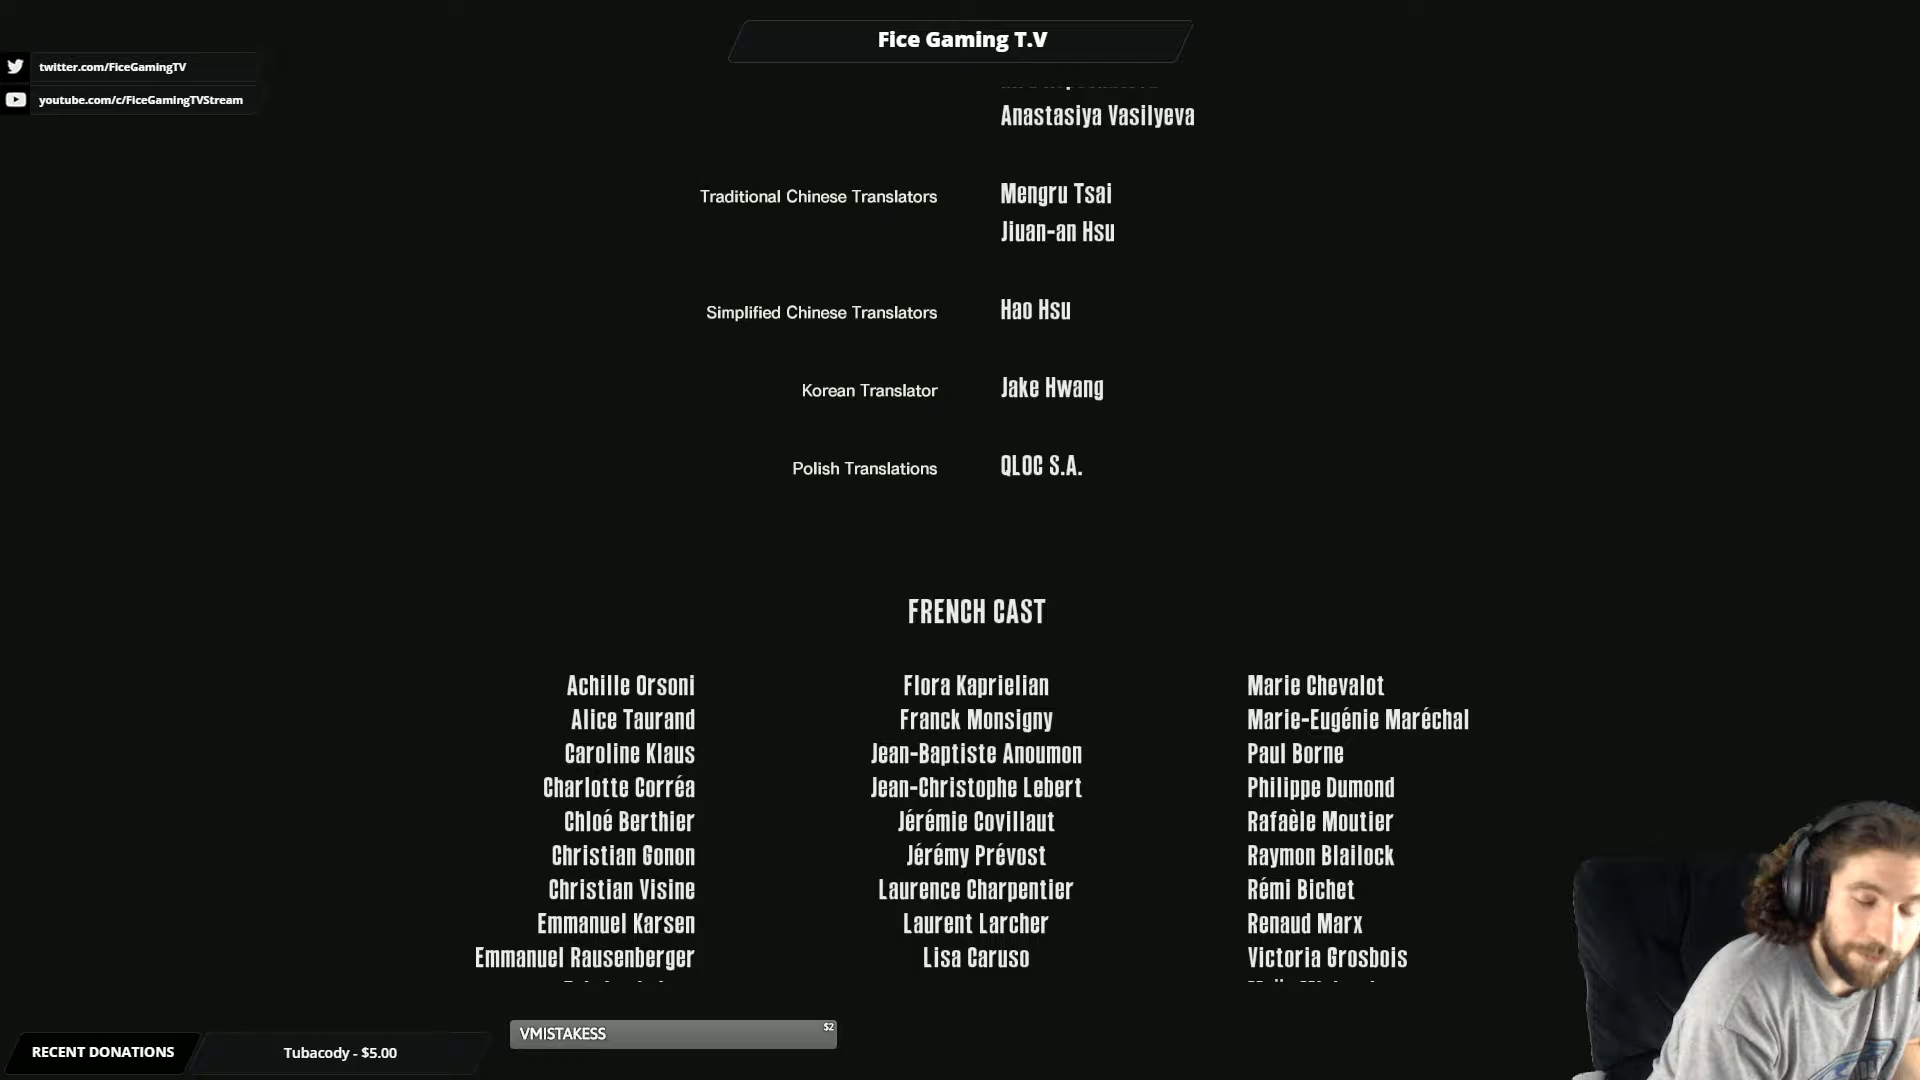 Fice Gaming T.V
twitter.com/FiceGamingTV
youtube.com/c/FiceGamingTVStream
Anastasiya Vasilyeva
Traditional Chinese Translators
Mengru Tsai
Jiuan-an Hsu
Simplified Chinese Translators
Hao Hsu
Korean Translator
Jake Hwang
Polish Translations
QLOC S.A.
FRENCH CAST
Achille Orsoni
Flora Kaprielian
Marie Chevalot
Alice Taurand
Franck Monsigny
Marie-Eugénie Maréchal
Caroline Klaus
Jean-Baptiste Anoumon
Paul Borne
Charlotte Corréa
Jean-Christophe Lebert
Philippe Dumond
Chloé Berthier
Jérémie Covillaut
Rafaèle Moutier
Christian Gonon
Jérémy Prévost
Raymon Blailock
Christian Visine
Laurence Charpentier
Rémi Bichet
Emmanuel Karsen
Laurent Larcher
Renaud Marx
Emmanuel Rausenberger
Lisa Caruso
Victoria Grosbois
VMISTAKESS
$2
RECENT DONATIONS
Tubacody - $5.00